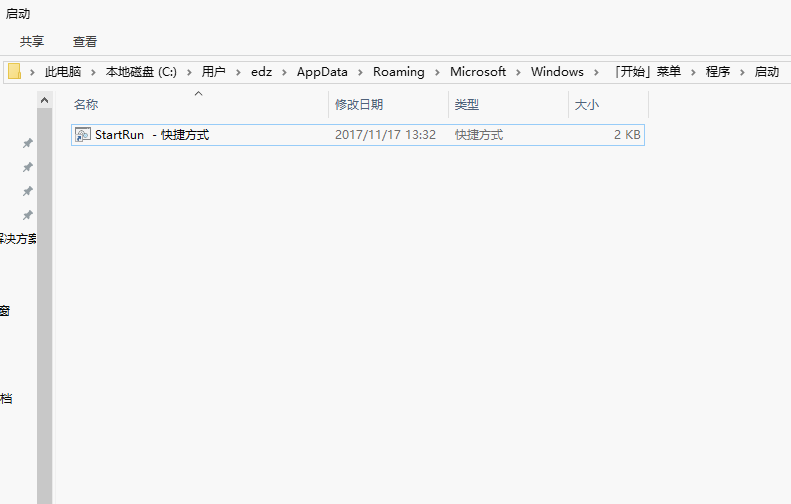 启动
共享 查看
此电脑 本地磁盘 (C:) 用户 edz AppData Roaming Microsoft Windows 「开始」菜单 程序 启动
名称 修改日期 类型 大小
StartRun - 快捷方式 2017/11/17 13:32 快捷方式 2 KB
解决方案
窗
档